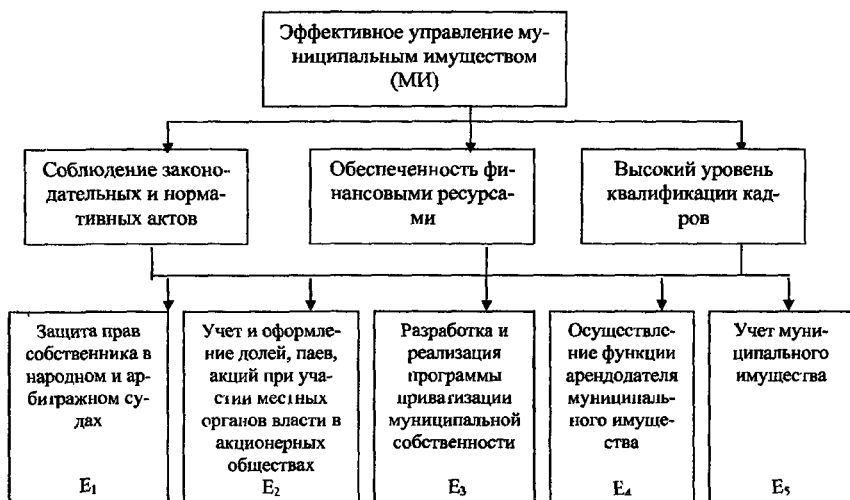 Эффективное управление му-
ниципальным имуществом
(МИ)
Соблюдение законо-
дательных и норма-
тивных актов
Обеспеченность фи-
нансовыми ресурса-
ми
Высокий уровень
квалификации кад-
ров
Защита прав
собственника в
народном и ар-
битражном су-
дах
E1
Учет и оформле-
ние долей, паев,
акций при уча-
стии местных
органов власти в
акционерных
обществах
E2
Разработка и
реализация
программы
приватизации
муниципальной
собственности
E3
Осуществле-
ние функции
арендодателя
муниципаль-
ного имуще-
ства
E4
Учет муни-
ципального
имущества
E5